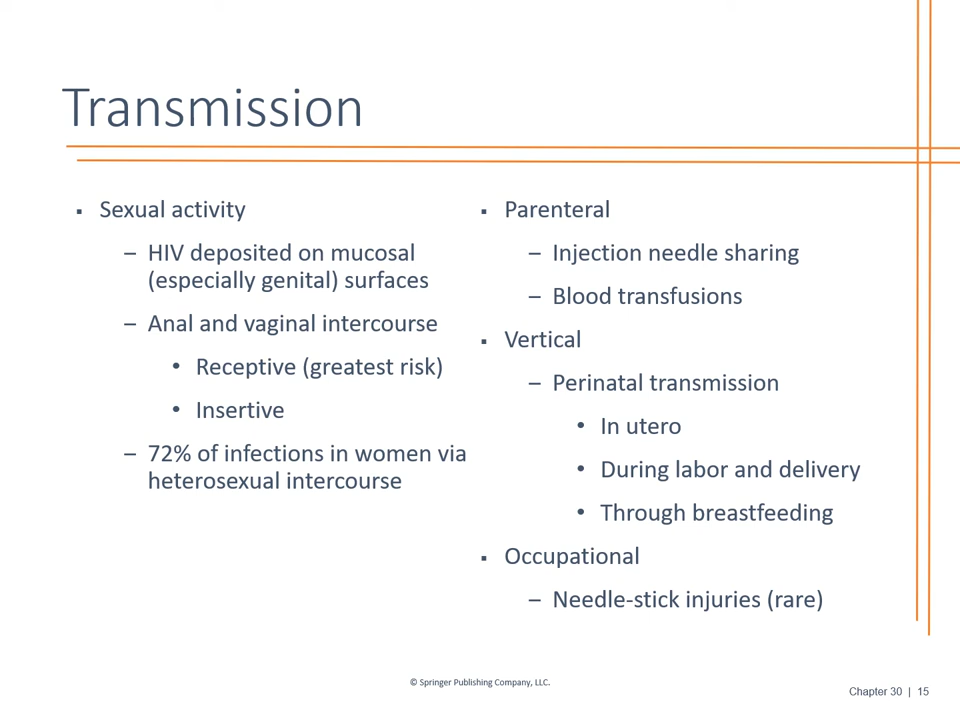 Transmission
▪ Sexual activity
– HIV deposited on mucosal
(especially genital) surfaces
– Anal and vaginal intercourse
• Receptive (greatest risk)
• Insertive
– 72% of infections in women via
heterosexual intercourse
▪ Parenteral
– Injection needle sharing
– Blood transfusions
▪ Vertical
– Perinatal transmission
• In utero
• During labor and delivery
• Through breastfeeding
▪ Occupational
– Needle-stick injuries (rare)
© Springer Publishing Company, LLC.
Chapter 30 | 15